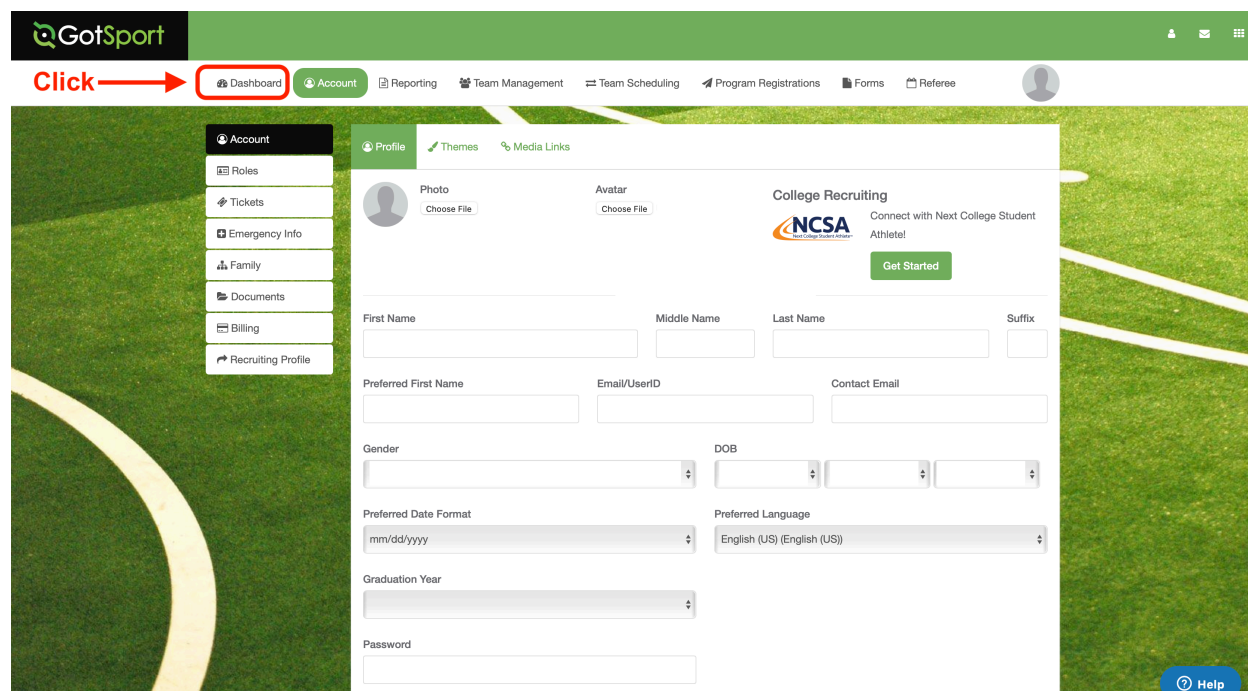 GotSport
Click
Dashboard Account Reporting Team Management Team Scheduling Program Registrations Forms Referee
Account
Roles
Tickets
Emergency Info
Family
Documents
Billing
Recruiting Profile
Profile Themes Media Links
Photo
Choose File
Avatar
Choose File
College Recruiting
NCSA
Next College Student Athlete
Connect with Next College Student
Athlete!
Get Started
First Name Middle Name Last Name Suffix
Preferred First Name Email/UserID Contact Email
Gender DOB
Preferred Date Format Preferred Language
mm/dd/yyyy English (US) (English (US))
Graduation Year
Password
Help